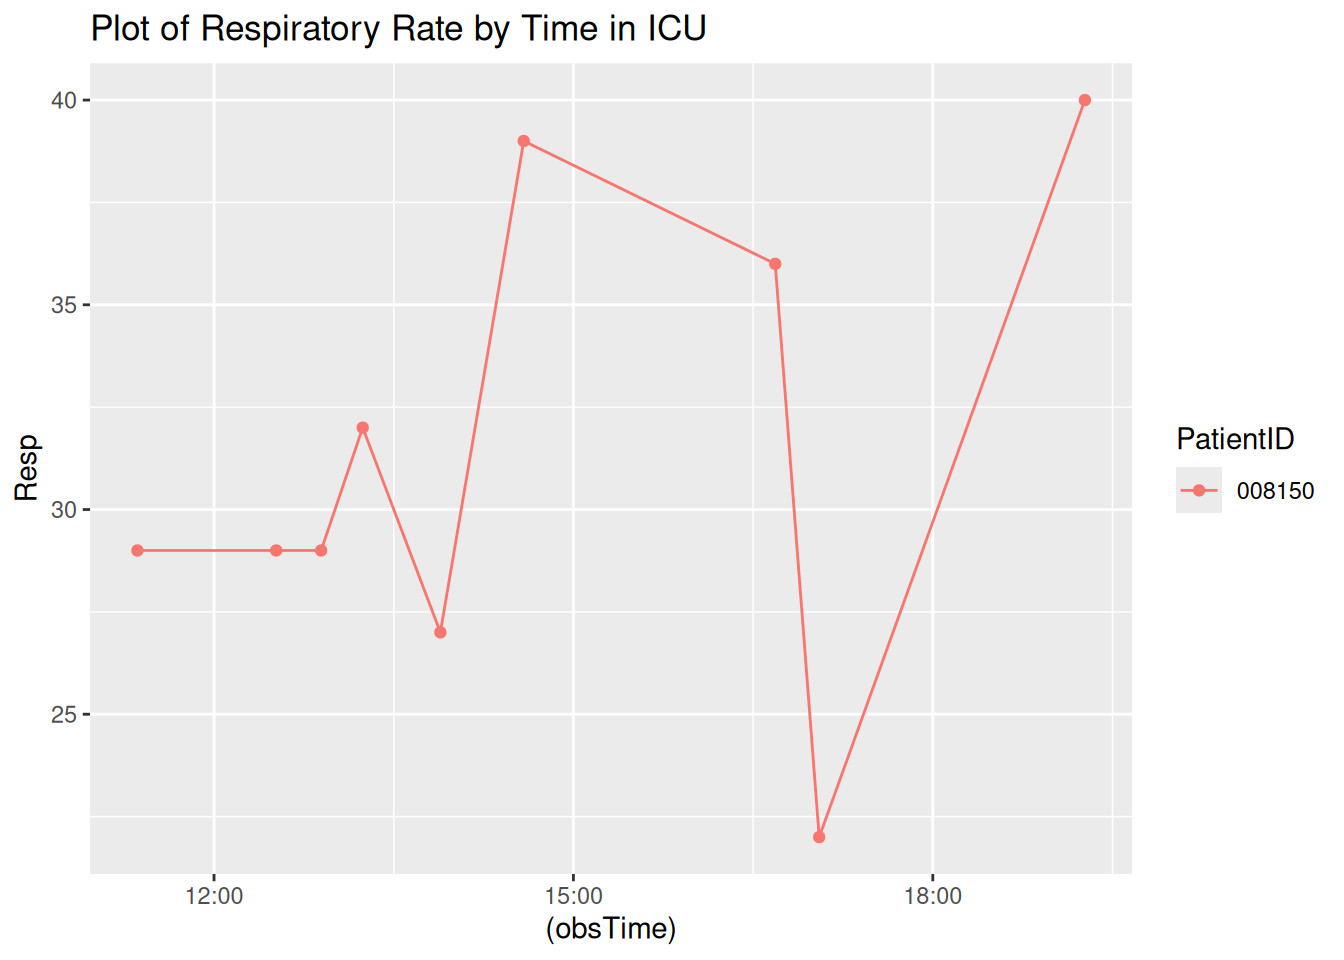 Plot of Respiratory Rate by Time in ICU
40
35
30
25
Resp
12:00
15:00
18:00
(obsTime)
PatientID
008150